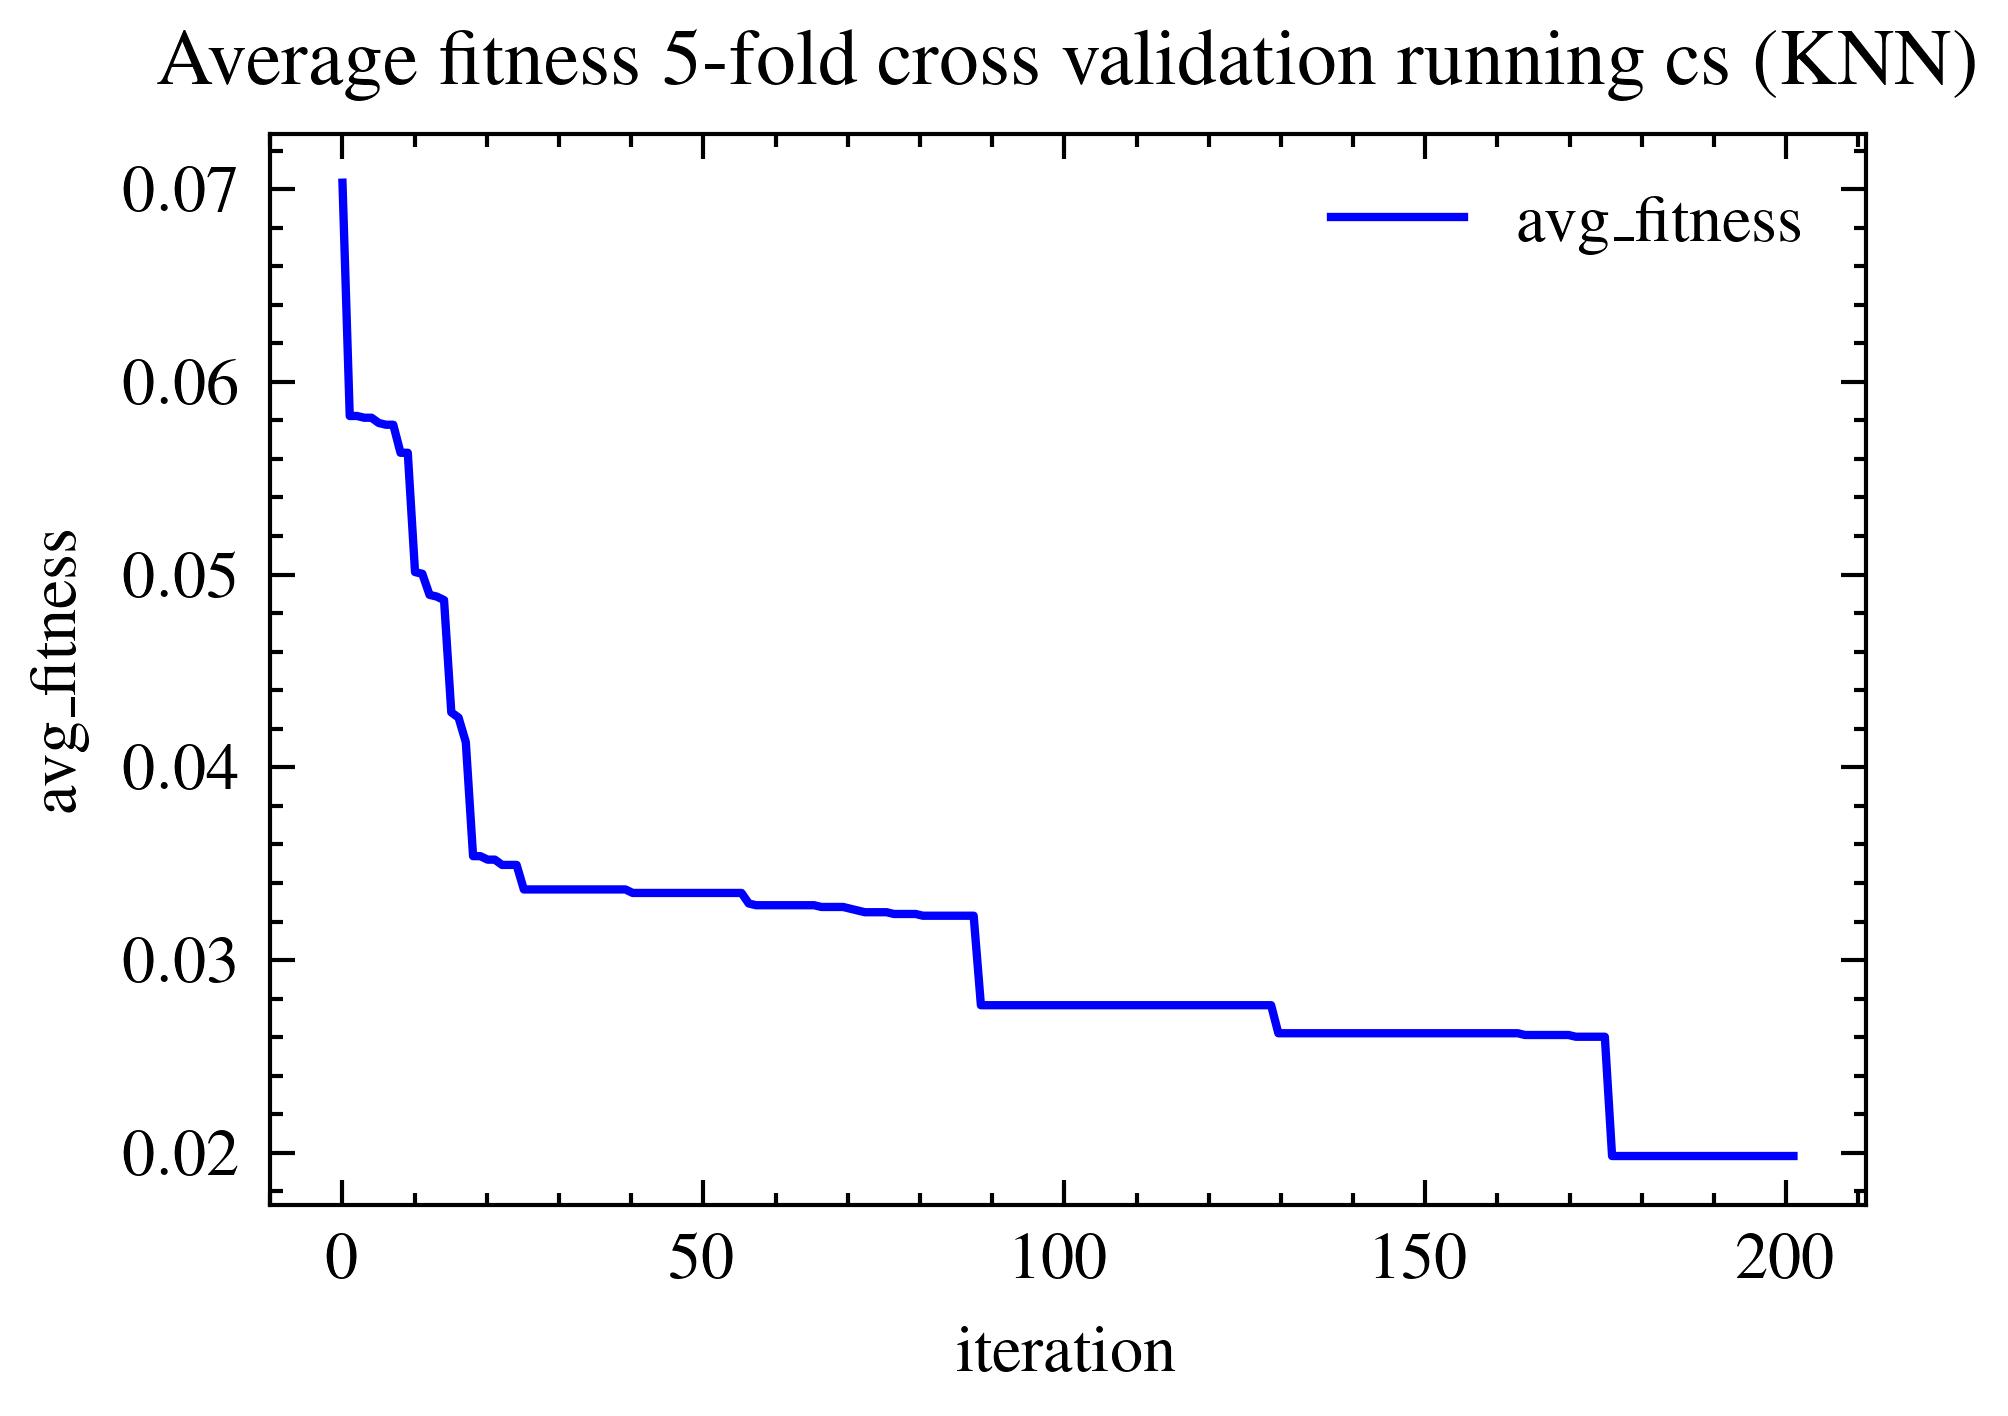 Average fitness 5-fold cross validation running cs (KNN)
avg_fitness
0.07
0.06
0.05
0.04
0.03
0.02
avg_fitness
0 50 100 150 200
iteration